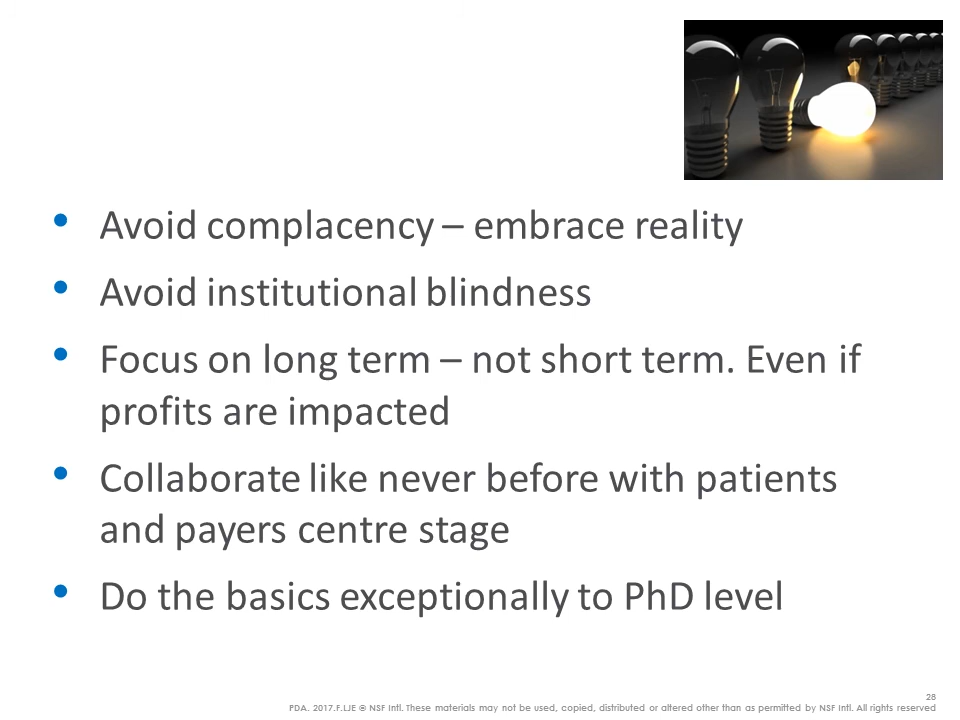 • Avoid complacency – embrace reality
• Avoid institutional blindness
• Focus on long term – not short term. Even if
profits are impacted
• Collaborate like never before with patients
and payers centre stage
• Do the basics exceptionally to PhD level
28
PDA. 2017.F.LJE © NSF Intl. These materials may not be used, copied, distributed or altered other than as permitted by NSF Intl. All rights reserved